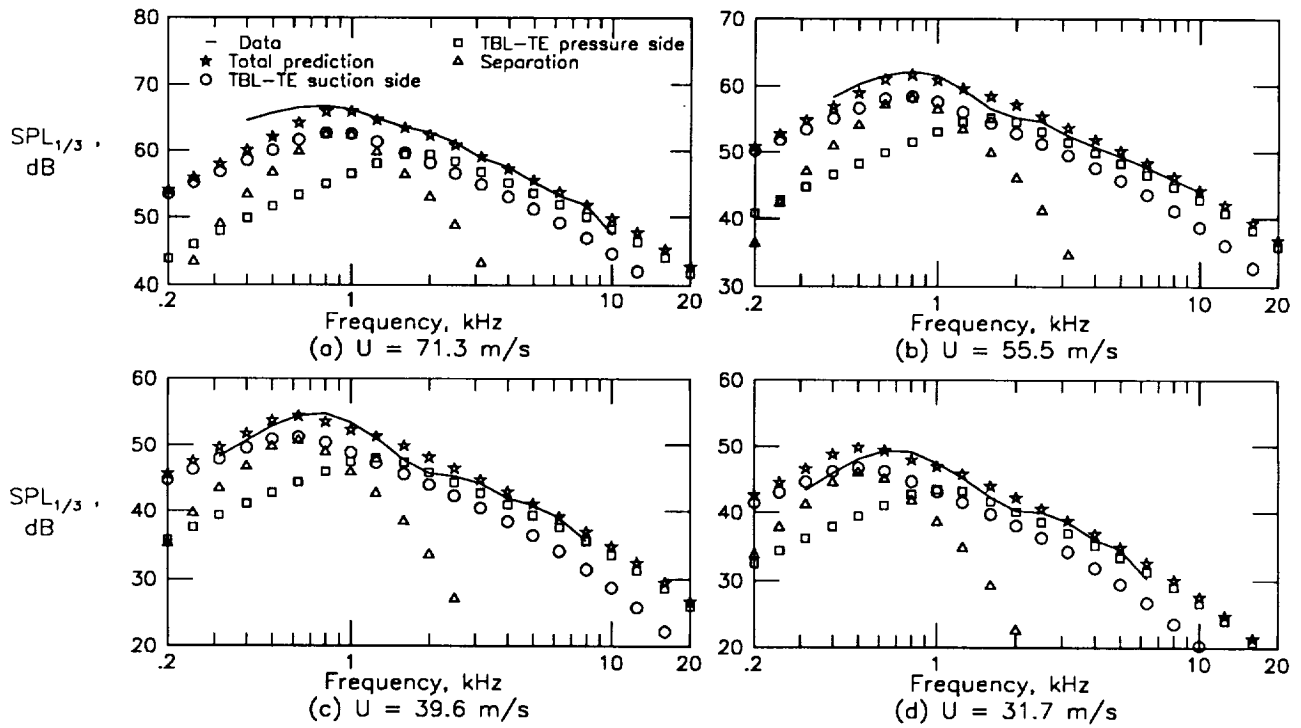 80
— Data
□ TBL-TE pressure side
☆ Total prediction
△ Separation
○ TBL-TE suction side
70
SPL1/3 ,
dB
60
50
40
.2 1 10 20
Frequency, kHz
(a) U = 71.3 m/s
70
60
50
40
30
.2 1 10 20
Frequency, kHz
(b) U = 55.5 m/s
60
50
SPL1/3 ,
dB
40
30
20
.2 1 10 20
Frequency, kHz
(c) U = 39.6 m/s
60
50
40
30
20
.2 1 10 20
Frequency, kHz
(d) U = 31.7 m/s